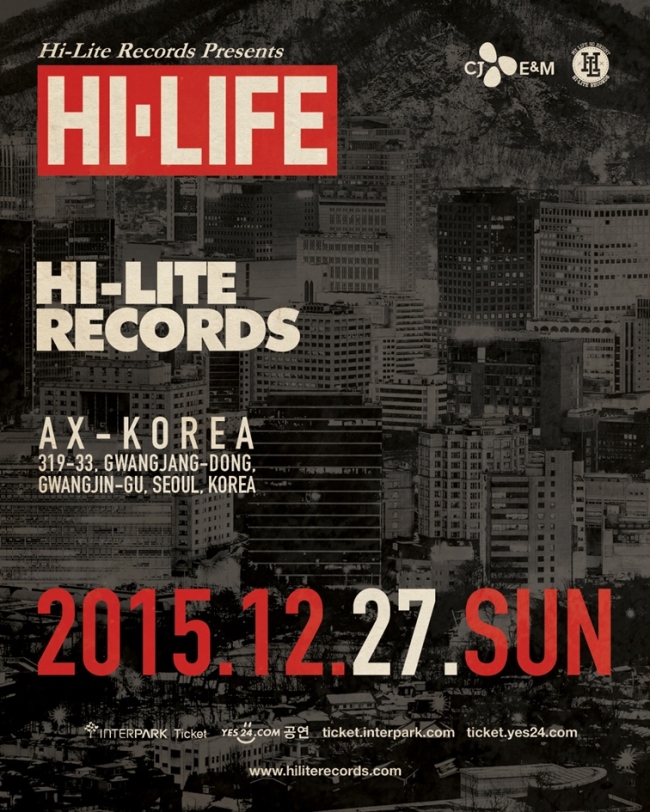 Hi-Lite Records Presents
HI·LIFE
CJ E&M
HI-LITE
RECORDS
AX-KOREA
319-33, GWANGJANG-DONG,
GWANGJIN-GU, SEOUL, KOREA
2015.12.27.SUN
INTERPARK Ticket YES24.COM 공연 ticket.interpark.com ticket.yes24.com
www.hiliterecords.com